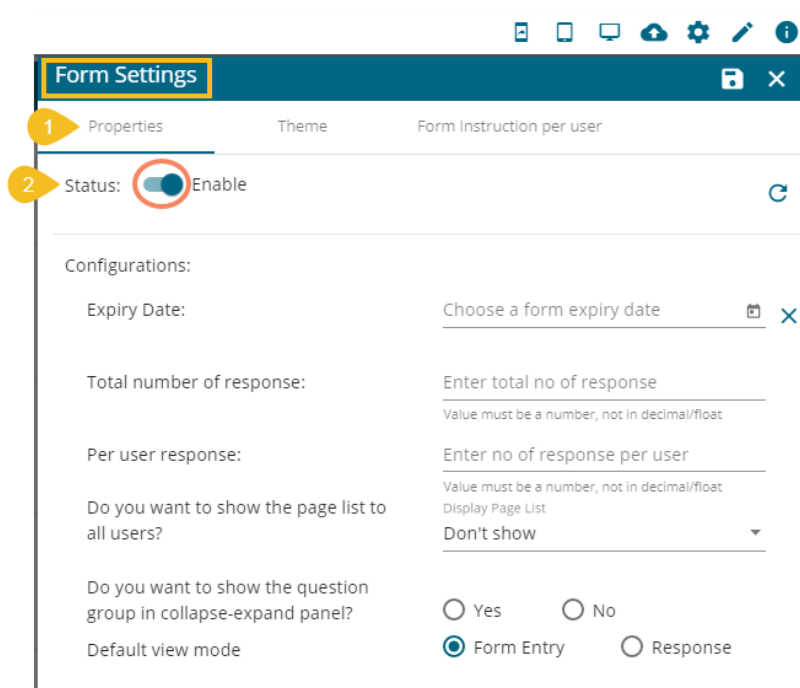 Form Settings
1 Properties Theme Form Instruction per user
2 Status: Enable
Configurations:
Expiry Date: Choose a form expiry date
Total number of response: Enter total no of response
Value must be a number, not in decimal/float
Per user response: Enter no of response per user
Value must be a number, not in decimal/float
Do you want to show the page list to
all users?
Display Page List
Don't show
Do you want to show the question
group in collapse-expand panel?
Yes No
Default view mode Form Entry Response